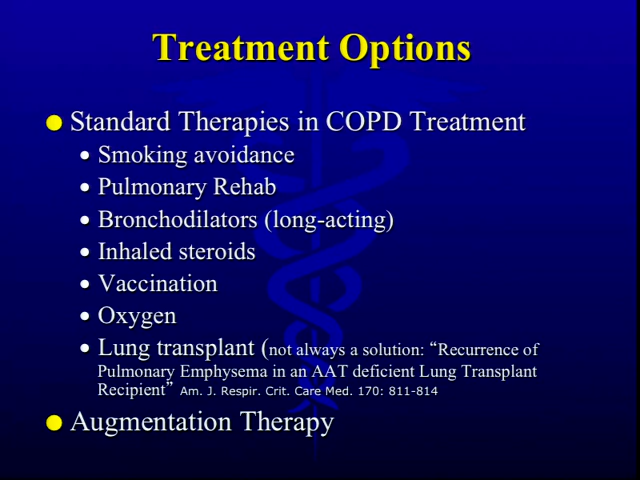 Treatment Options
Standard Therapies in COPD Treatment
Smoking avoidance
Pulmonary Rehab
Bronchodilators (long-acting)
Inhaled steroids
Vaccination
Oxygen
Lung transplant (not always a solution: “Recurrence of
Pulmonary Emphysema in an AAT deficient Lung Transplant
Recipient” Am. J. Respir. Crit. Care Med. 170: 811-814
Augmentation Therapy